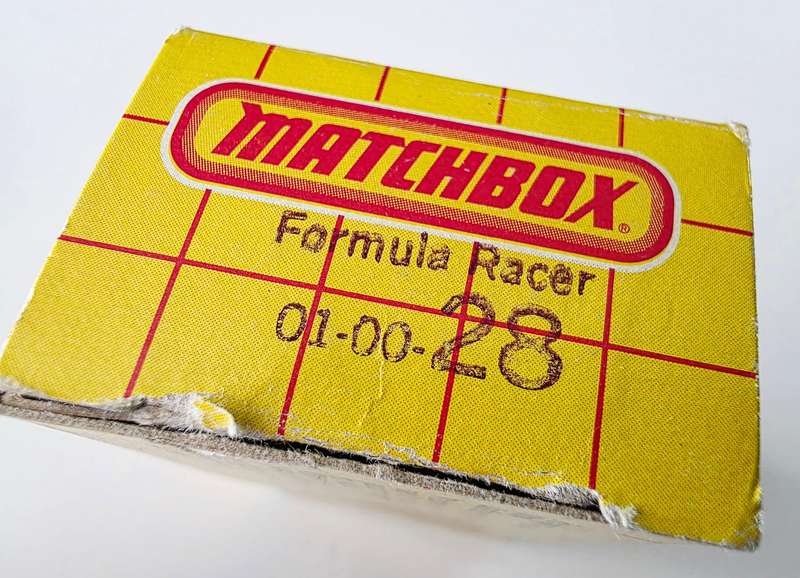 MATCHBOX®
Formula Racer
01-00-28